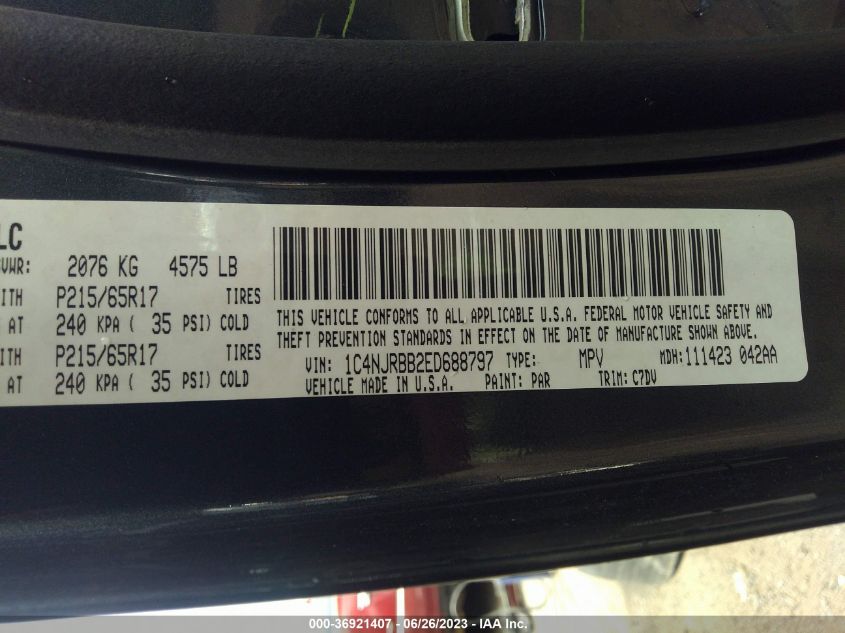 LC
VWR: 2076 KG 4575 LB
ITH P215/65R17 TIRES
AT 240 KPA ( 35 PSI) COLD
ITH P215/65R17 TIRES
AT 240 KPA ( 35 PSI) COLD
THIS VEHICLE CONFORMS TO ALL APPLICABLE U.S.A. FEDERAL MOTOR VEHICLE SAFETY AND
THEFT PREVENTION STANDARDS IN EFFECT ON THE DATE OF MANUFACTURE SHOWN ABOVE.
VIN: 1C4NJRBB2ED688797 TYPE: MPV MDH: 111423 042AA
VEHICLE MADE IN U.S.A. PAINT: PAR TRIM: C7DV
000-36921407 - 06/26/2023 - IAA Inc.